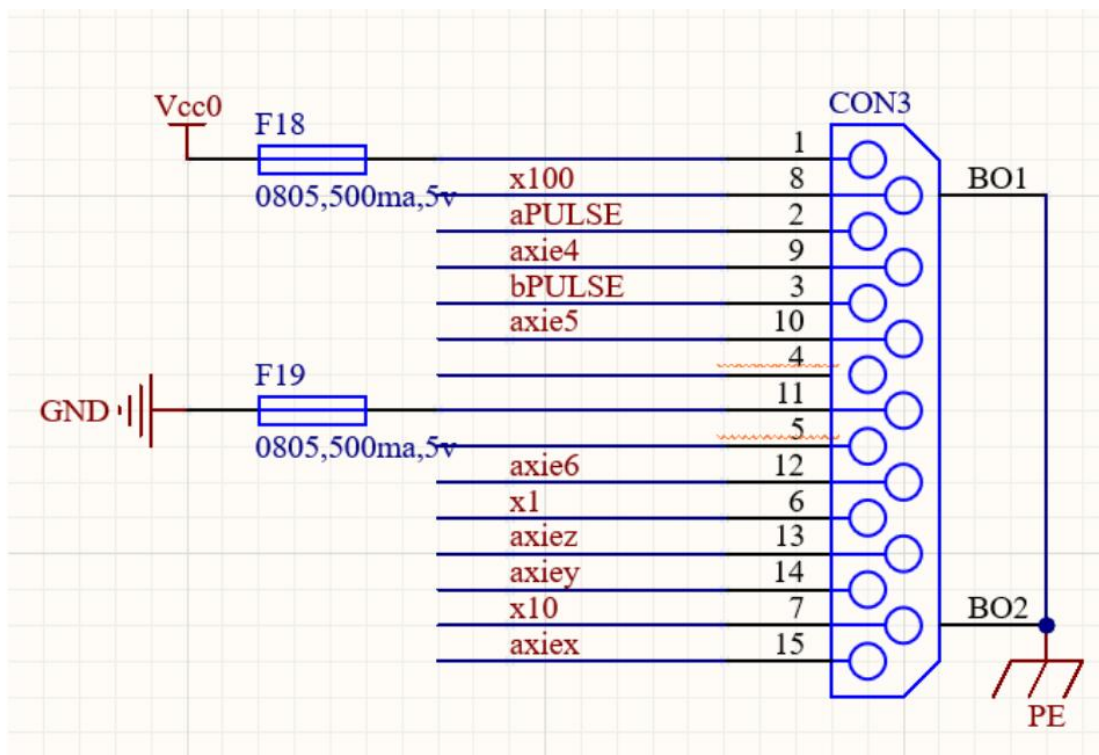 CON3
Vcc0
F18
0805,500ma,5v
1
x100 8 BO1
aPULSE 2
axie4 9
bPULSE 3
axie5 10
4
F19
GND
11
0805,500ma,5v
5
axie6 12
x1 6
axiez 13
axiey 14
x10 7 BO2
axiex 15
PE